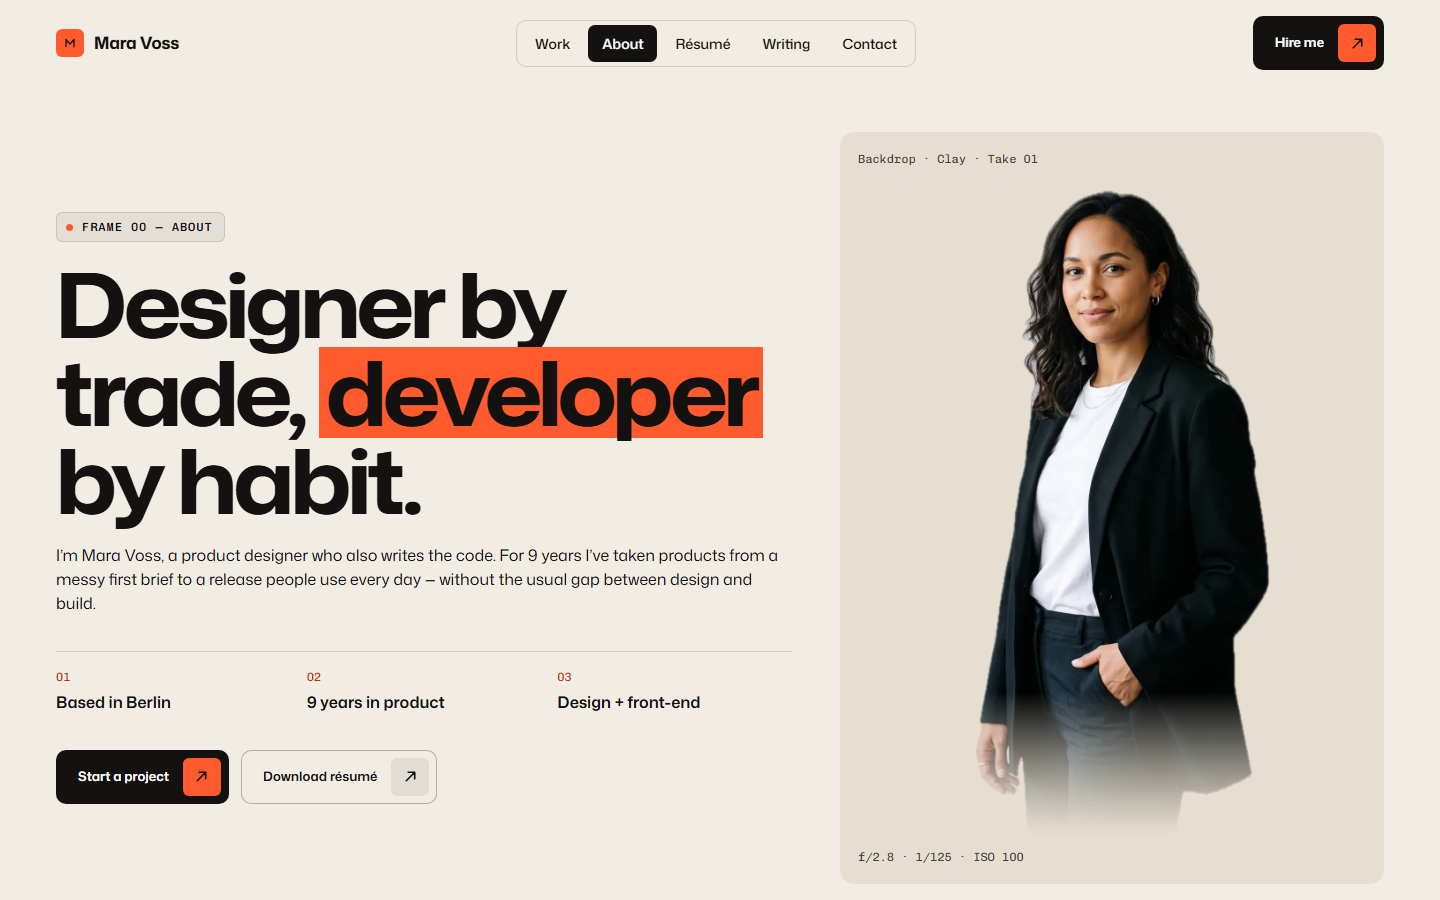 M Mara Voss
Work About Résumé Writing Contact
Hire me
Backdrop · Clay · Take 01
FRAME 00 — ABOUT
Designer by
trade, developer
by habit.
I’m Mara Voss, a product designer who also writes the code. For 9 years I’ve taken products from a
messy first brief to a release people use every day — without the usual gap between design and
build.
01 02 03
Based in Berlin 9 years in product Design + front-end
Start a project Download résumé
f/2.8 · 1/125 · ISO 100